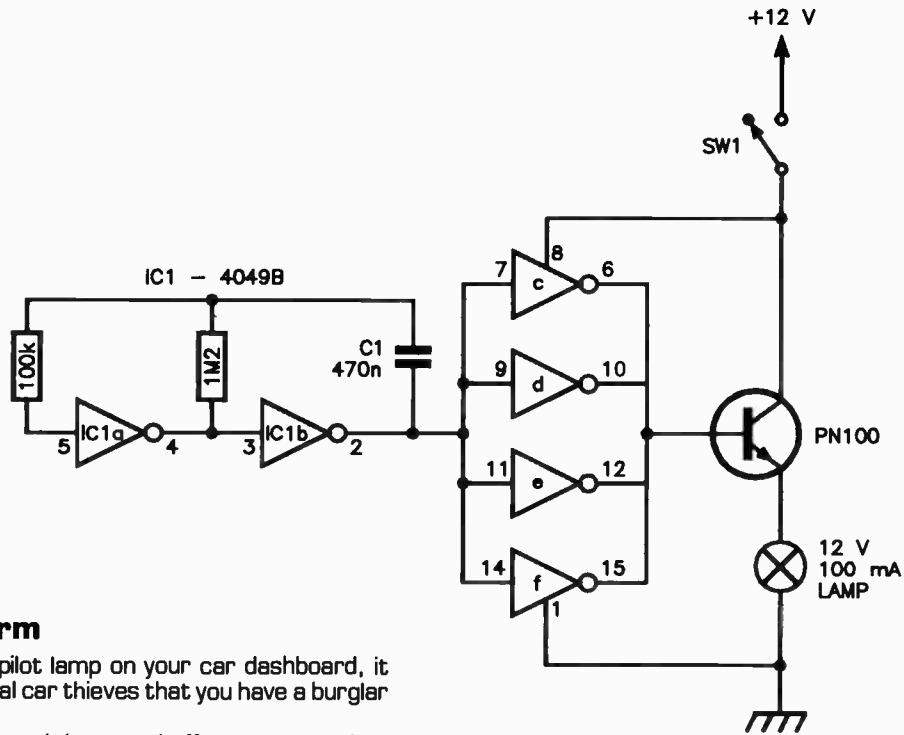 +12 V
SW1
8
7
c
6
IC1 - 4049B
100k
1M2
C1
470n
9
d
10
5
IC1a
4
3
IC1b
2
PN100
11
e
12
14
f
15
1
12 V
100 mA
LAMP
rm
pilot lamp on your car dashboard, it
al car thieves that you have a burglar